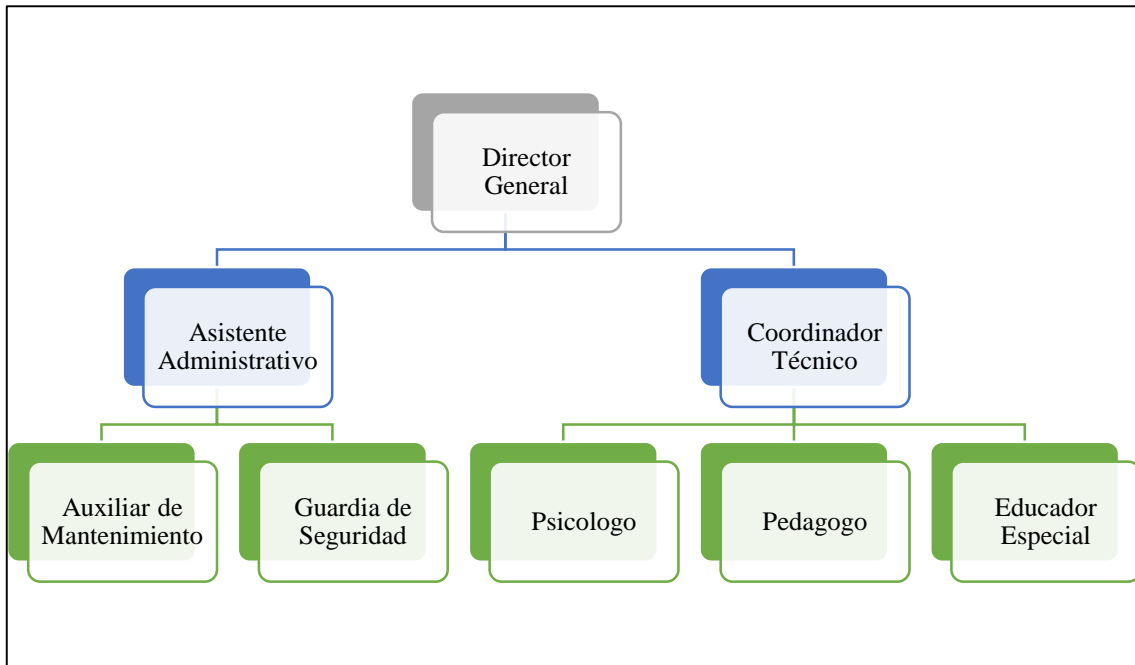 Director
General
Asistente
Administrativo
Coordinador
Técnico
Auxiliar de
Mantenimiento
Guardia de
Seguridad
Psicologo
Pedagogo
Educador
Especial